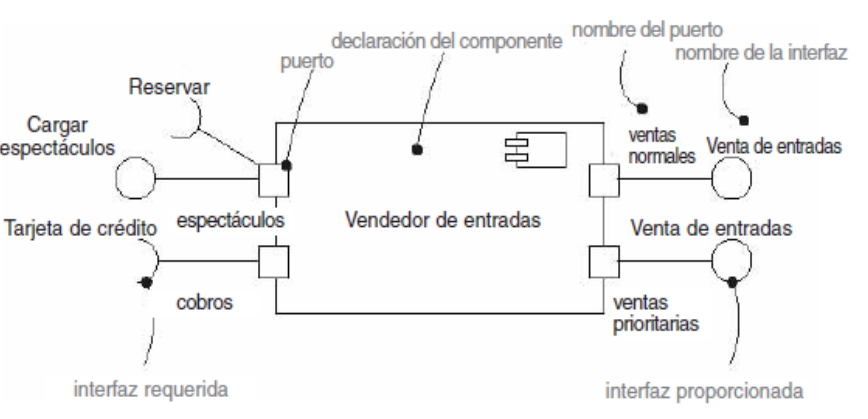 nombre del puerto
declaración del componente
nombre de la interfaz
puerto
Reservar
Cargar
espectáculos
ventas
normales
Venta de entradas
Tarjeta de crédito
espectáculos
Vendedor de entradas
Venta de entradas
cobros
ventas
prioritarias
interfaz requerida
interfaz proporcionada